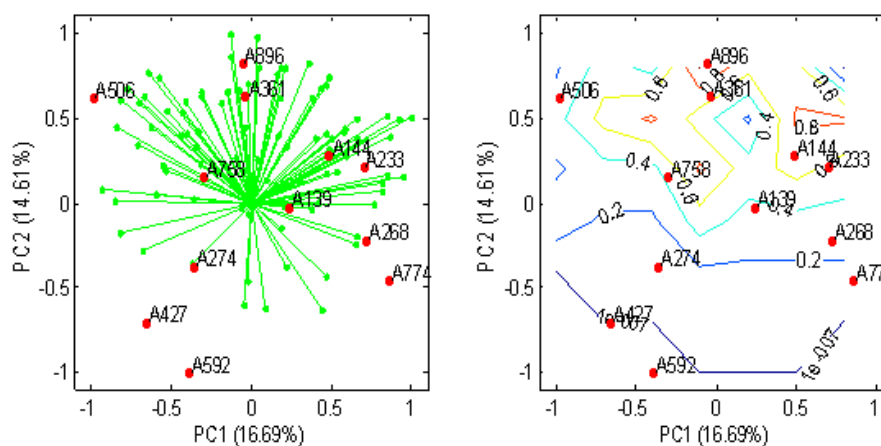 1
0.5
0
-0.5
-1
PC2 (14.61%)
-1
-0.5
0
0.5
1
PC1 (16.69%)
A896
A506
A361
A144
A758
A233
A139
A268
A274
A774
A427
A592
1
0.5
0
-0.5
-1
PC2 (14.61%)
-1
-0.5
0
0.5
1
PC1 (16.69%)
A896
A506
A361
A144
A758
A233
A139
A268
A274
A77
A427
A592
0.6
0.4
0.6
0.4
0.6
0.4
0.2
0.2
1e-007